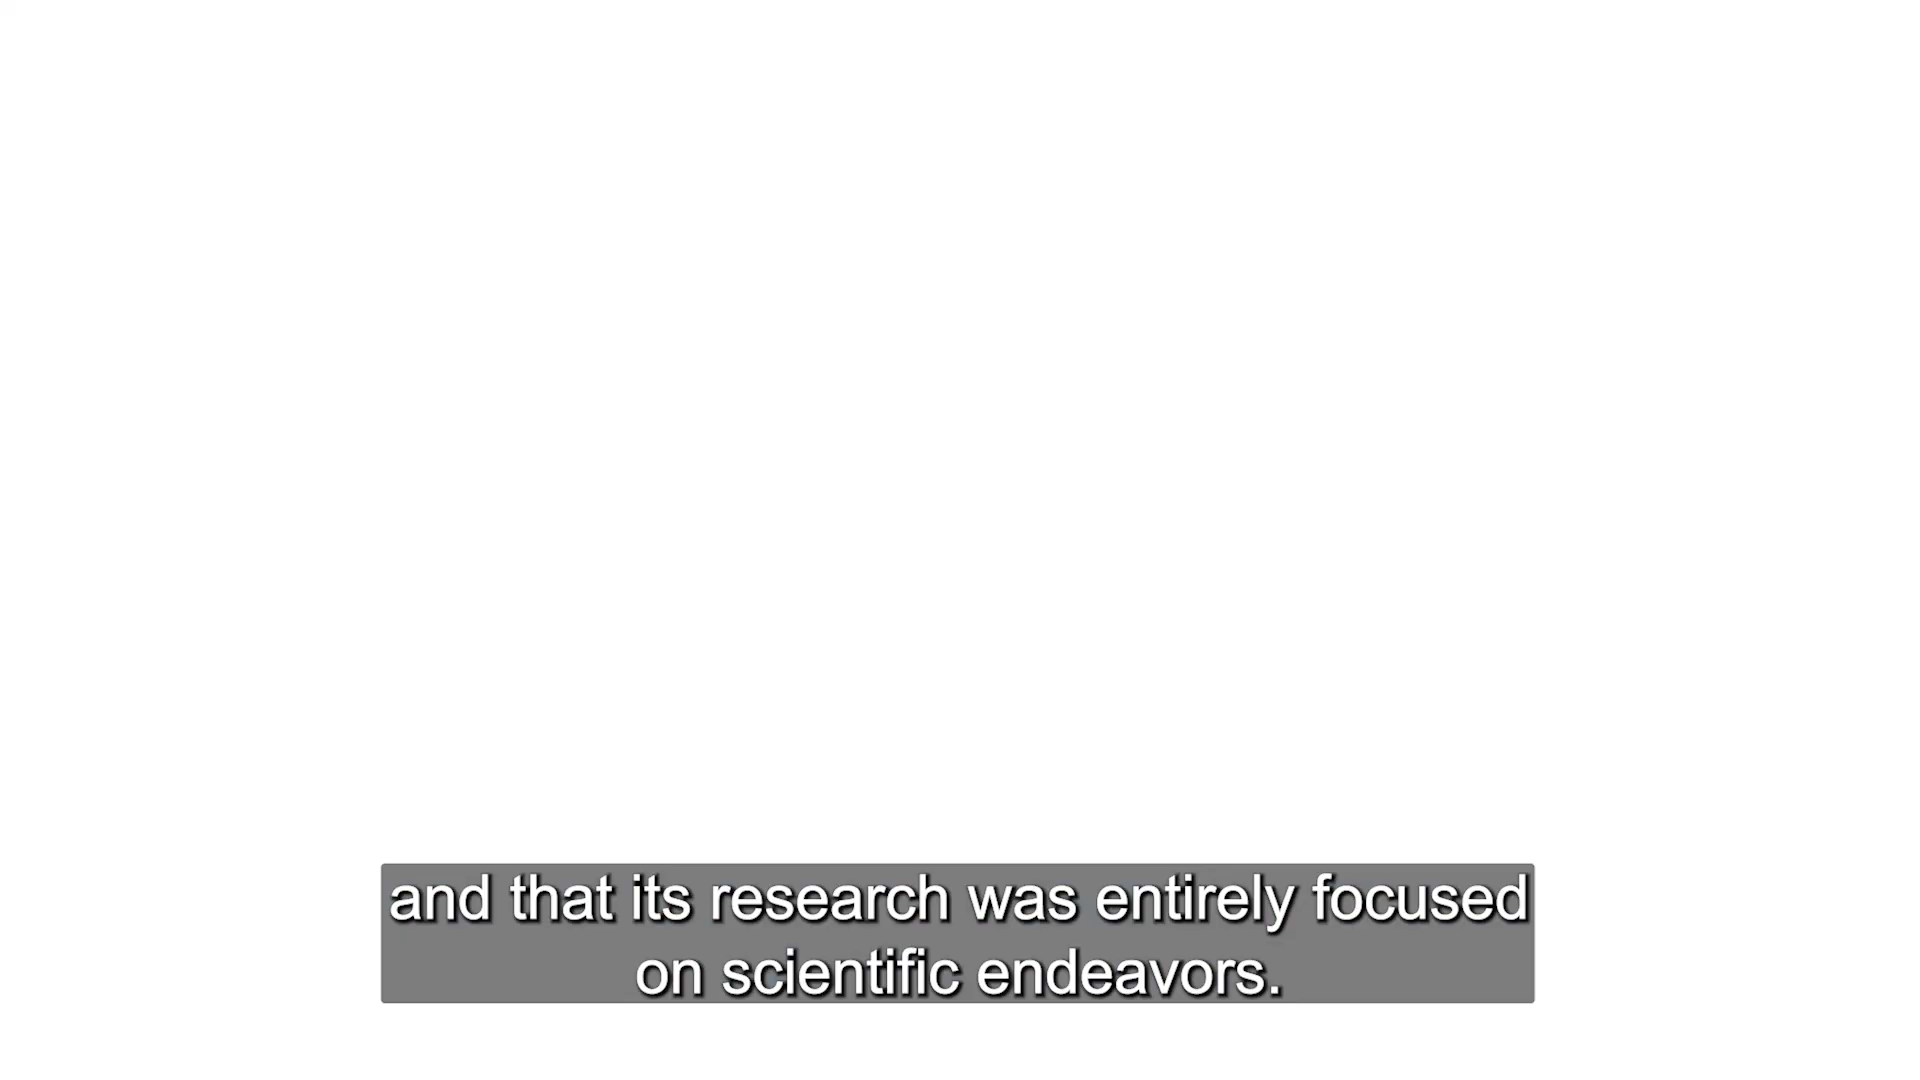 and that its research was entirely focused
on scientific endeavors.